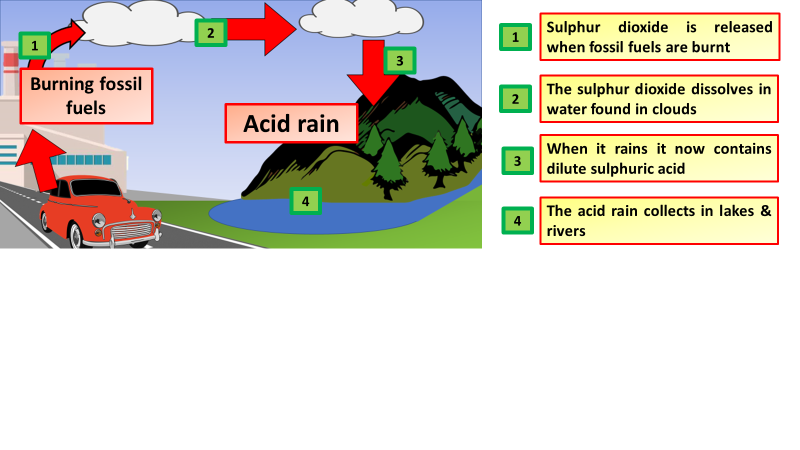 1
2
3
Burning fossil
fuels
Acid rain
4
1
Sulphur dioxide is released
when fossil fuels are burnt
2
The sulphur dioxide dissolves in
water found in clouds
3
When it rains it now contains
dilute sulphuric acid
4
The acid rain collects in lakes &
rivers